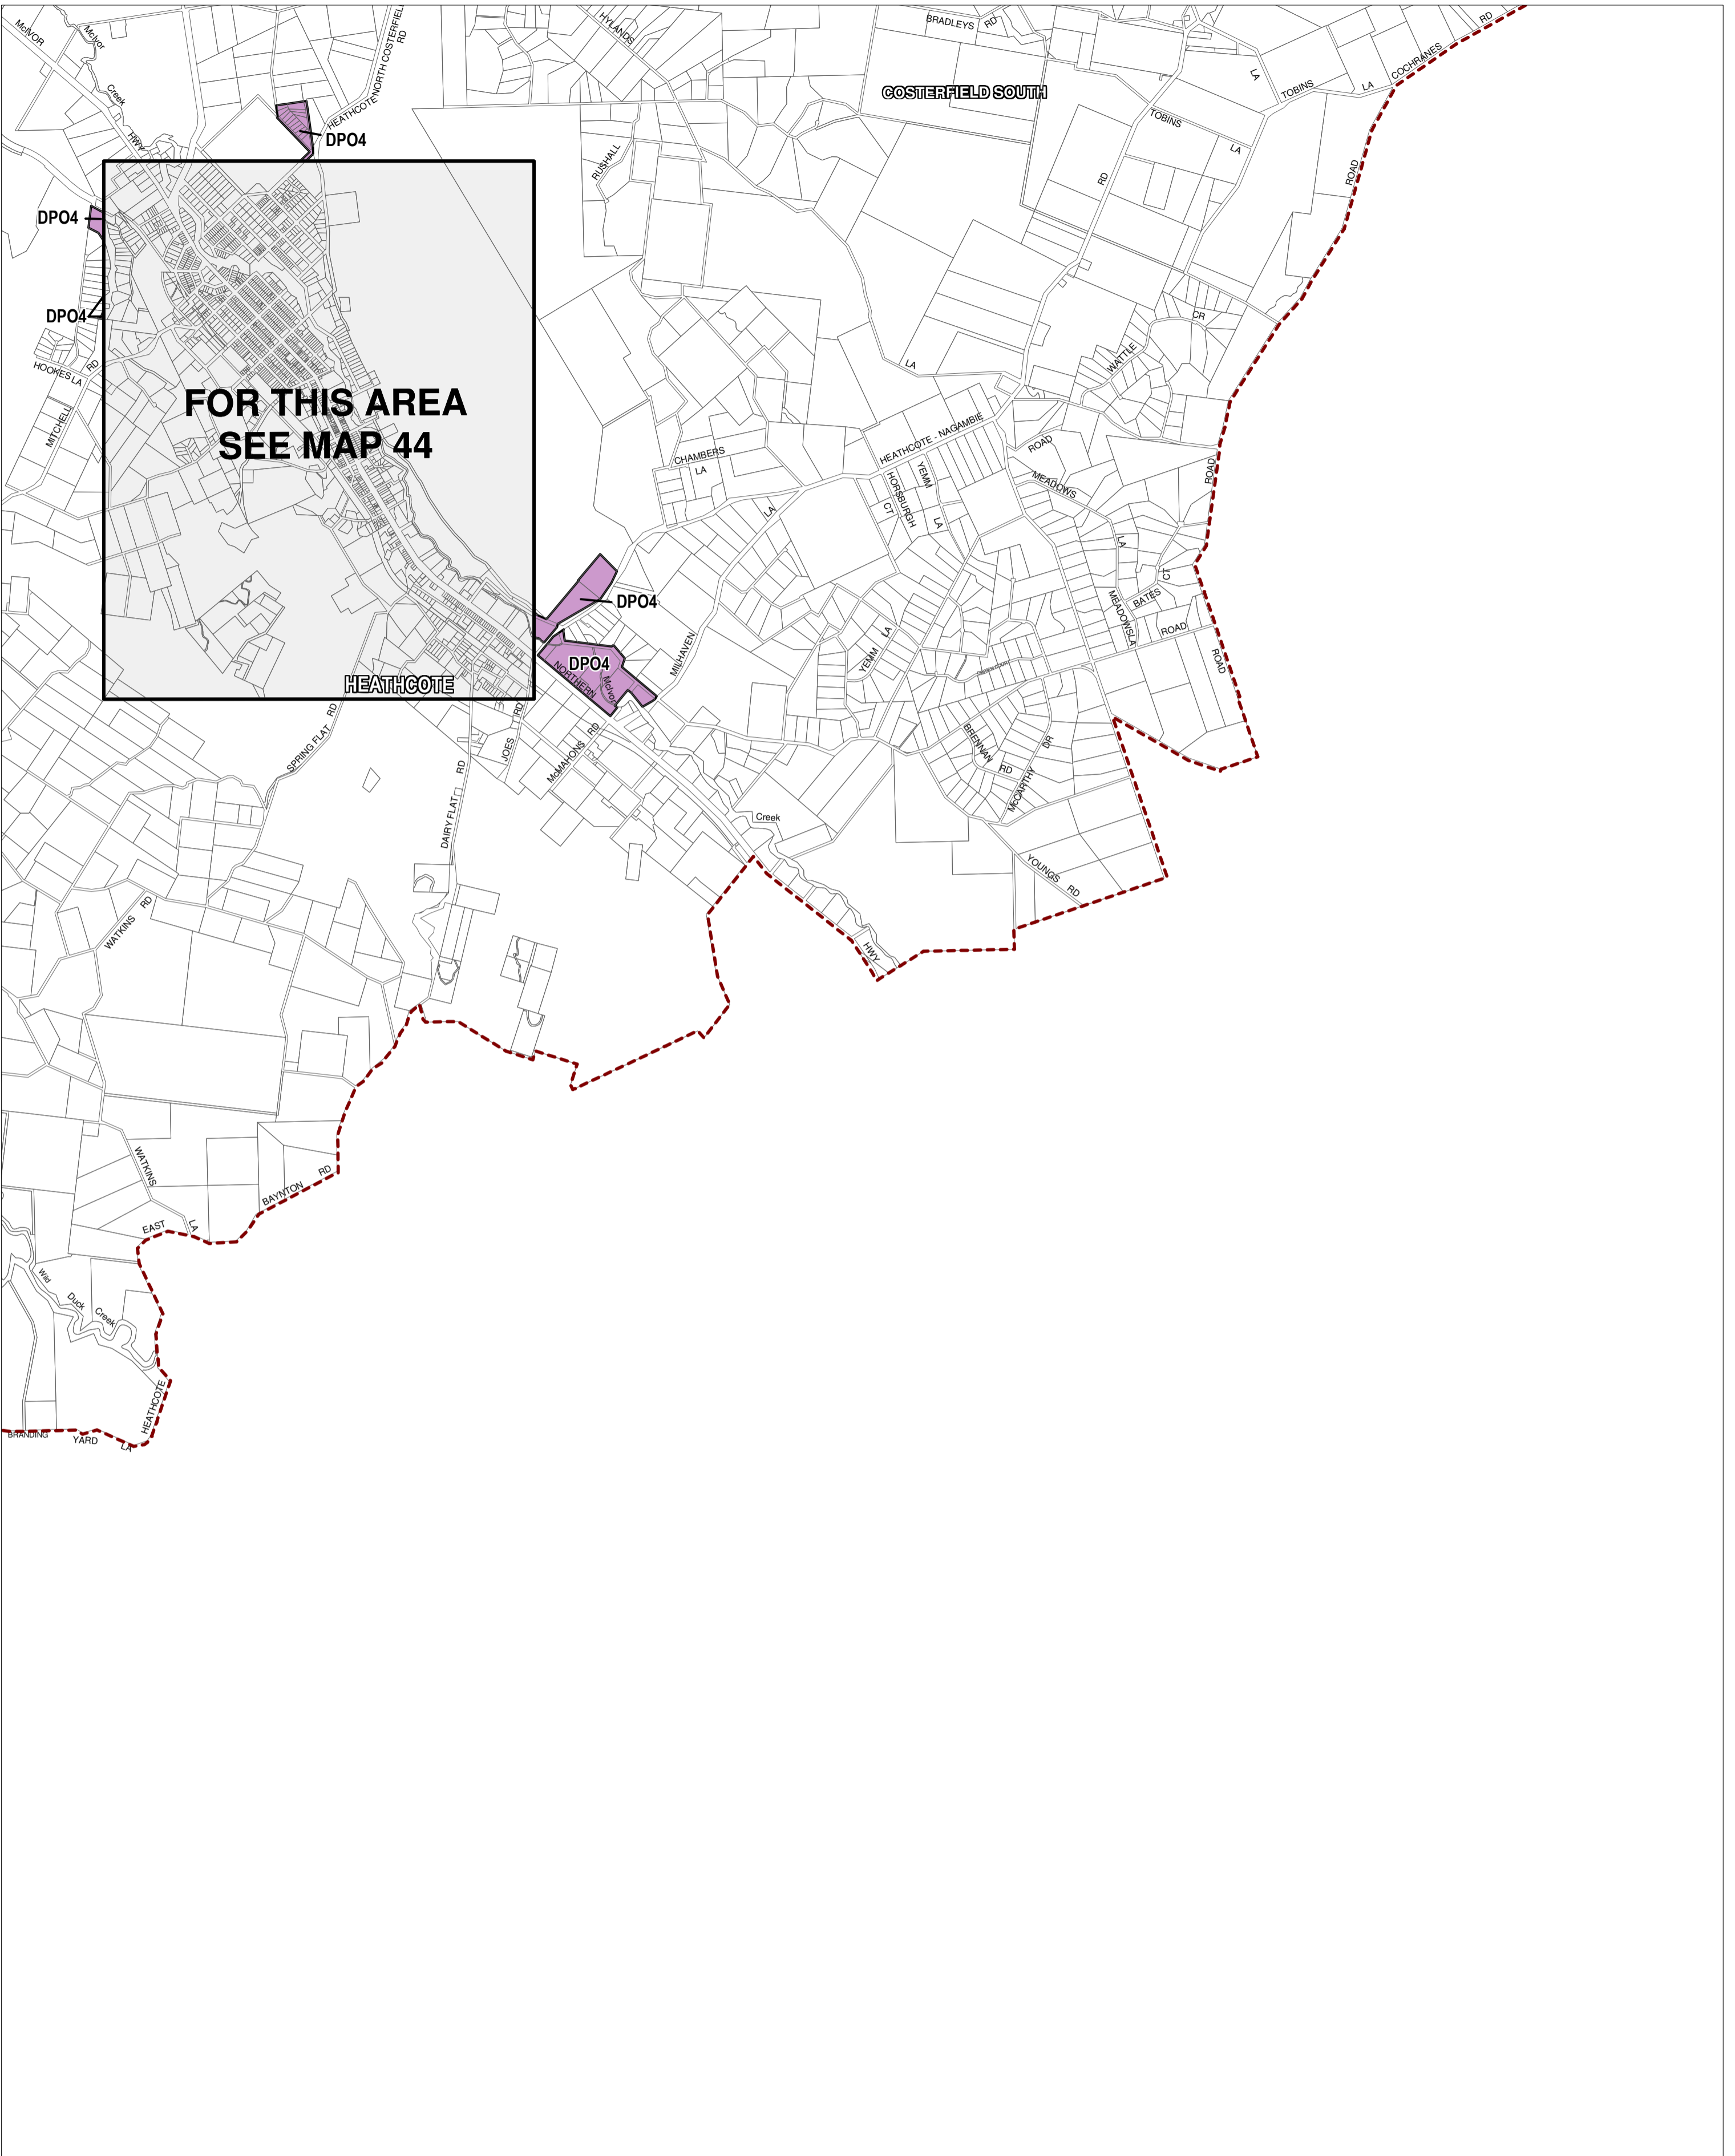 McIVOR
McIvor
Creek
HWY
HEATHCOTE-NORTH COSTERFIELD
RD
HYLANDS
BRADLEYS RD
COSTERFIELD SOUTH
LA
TOBINS LA
COCHRANES
RD
TOBINS
LA
ROAD
RUSHALL
RD
DPO4
DPO4
DPO4
HOOKES LA
RD
MITCHELL
FOR THIS AREA
SEE MAP 44
LA
WATTLE
CR
CHAMBERS
LA
LA
HEATHCOTE - NAGAMBIE
ROAD
HORSBURGH
CT
YEMM
LA
MEADOWS
LA
ROAD
CT
BATES
MEADOWS LA
ROAD
ROAD
DPO4
DPO4
NORTHERN
McIvor
MILHAVEN
YEMM
LA
HEATHCOTE
SPRING FLAT
RD
JOES
RD
McMAHONS
RD
DAIRY FLAT
RD
BRENNAN
RD
McCARTHY
DR
Creek
YOUNGS
RD
HWY
WATKINS
RD
WATKINS
LA
BAYNTON
RD
EAST
Wild
Duck
Creek
HEATHCOTE
BRANDING
YARD
LA